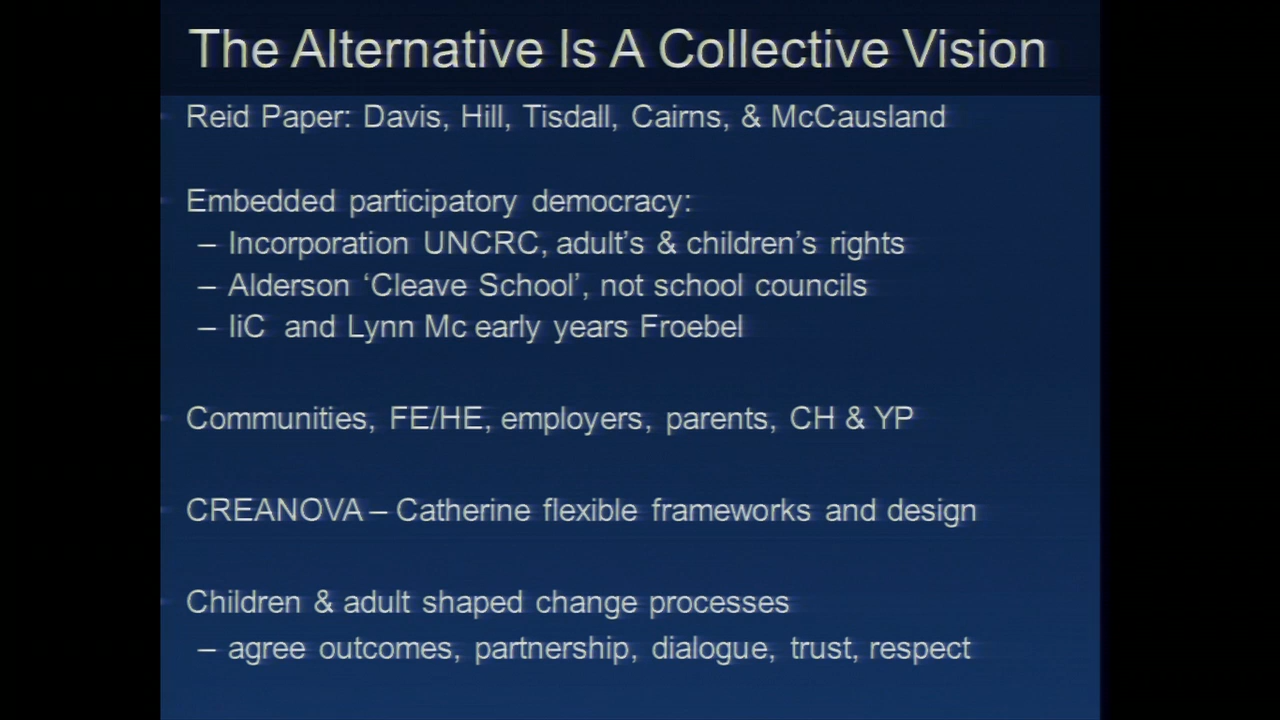 The Alternative Is A Collective Vision
Reid Paper: Davis, Hill, Tisdall, Cairns, & McCausland
Embedded participatory democracy:
– Incorporation UNCRC, adult's & children's rights
– Alderson 'Cleave School', not school councils
– IiC and Lynn Mc early years Froebel
Communities, FE/HE, employers, parents, CH & YP
CREANOVA – Catherine flexible frameworks and design
Children & adult shaped change processes
– agree outcomes, partnership, dialogue, trust, respect